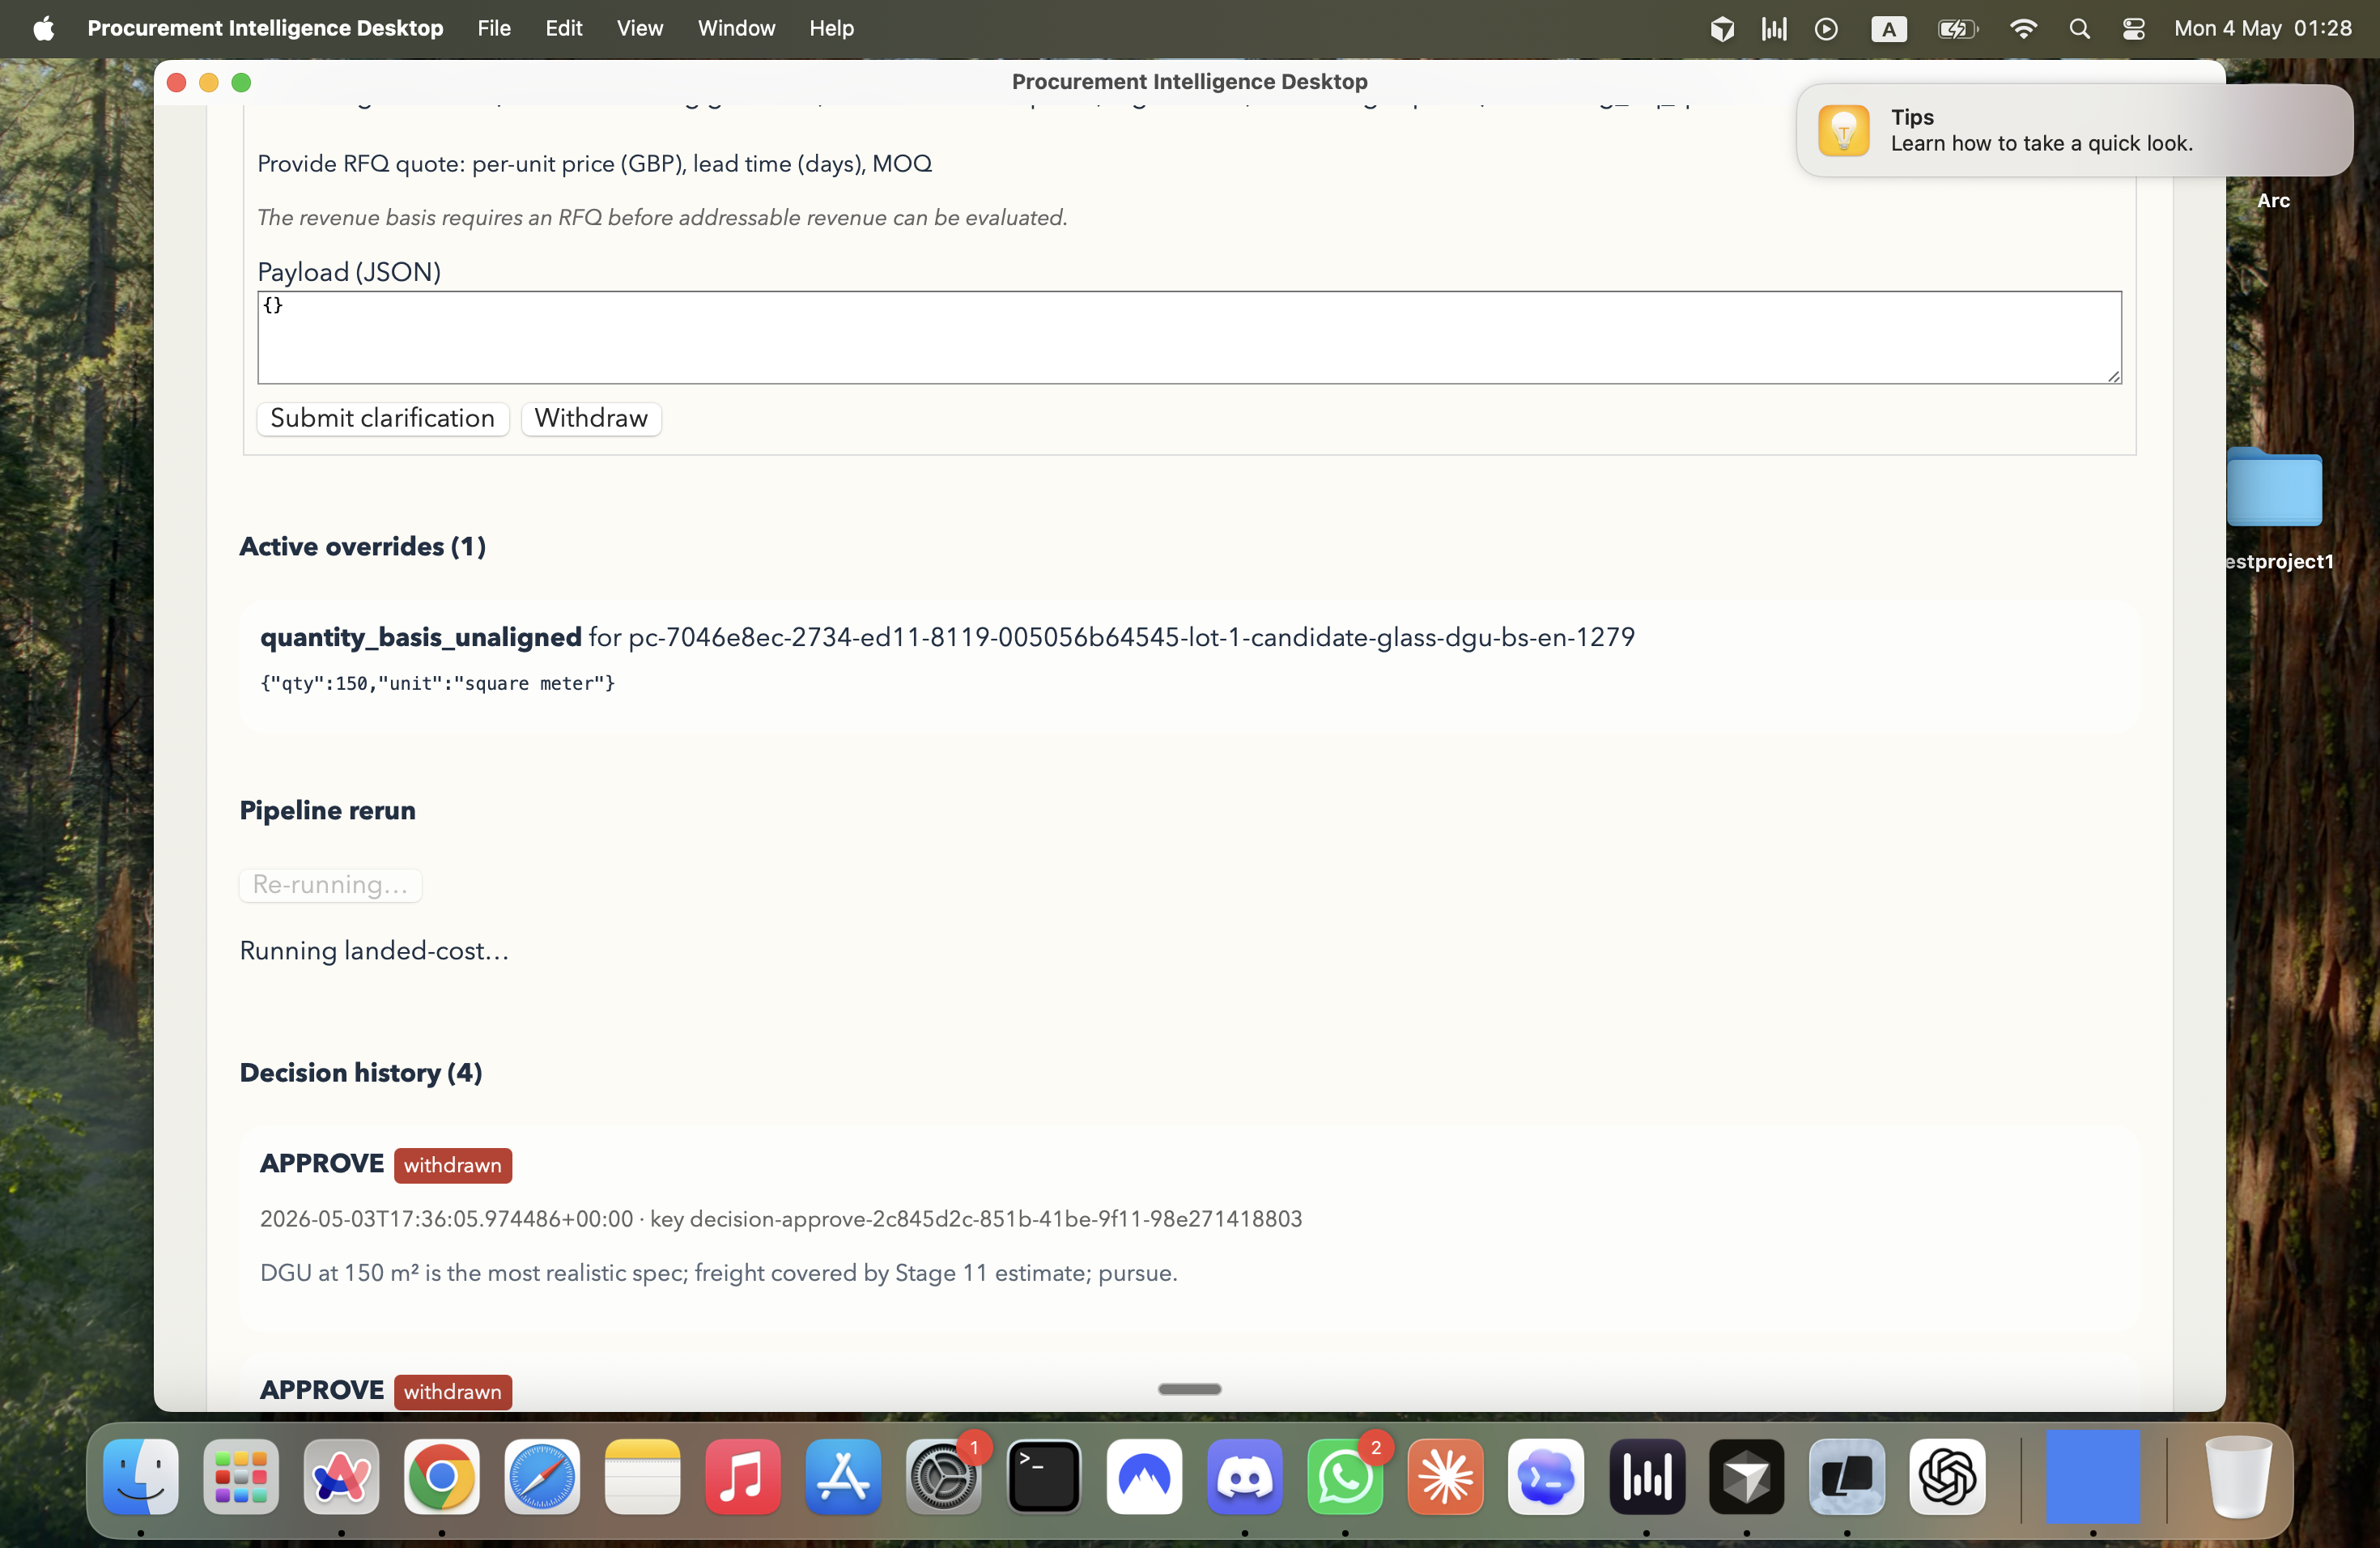 Procurement Intelligence Desktop File Edit View Window Help A Mon 4 May 01:28
Procurement Intelligence Desktop
Tips
Learn how to take a quick look.
Provide RFQ quote: per-unit price (GBP), lead time (days), MOQ
Arc
The revenue basis requires an RFQ before addressable revenue can be evaluated.
Payload (JSON)
{}
Submit clarification Withdraw
Active overrides (1)
estproject1
quantity_basis_unaligned for pc-7046e8ec-2734-ed11-8119-005056b64545-lot-1-candidate-glass-dgu-bs-en-1279
{"qty":150,"unit":"square meter"}
Pipeline rerun
Re-running...
Running landed-cost...
Decision history (4)
APPROVE withdrawn
2026-05-03T17:36:05.974486+00:00 · key decision-approve-2c845d2c-851b-41be-9f11-98e271418803
DGU at 150 m² is the most realistic spec; freight covered by Stage 11 estimate; pursue.
APPROVE withdrawn
1
2